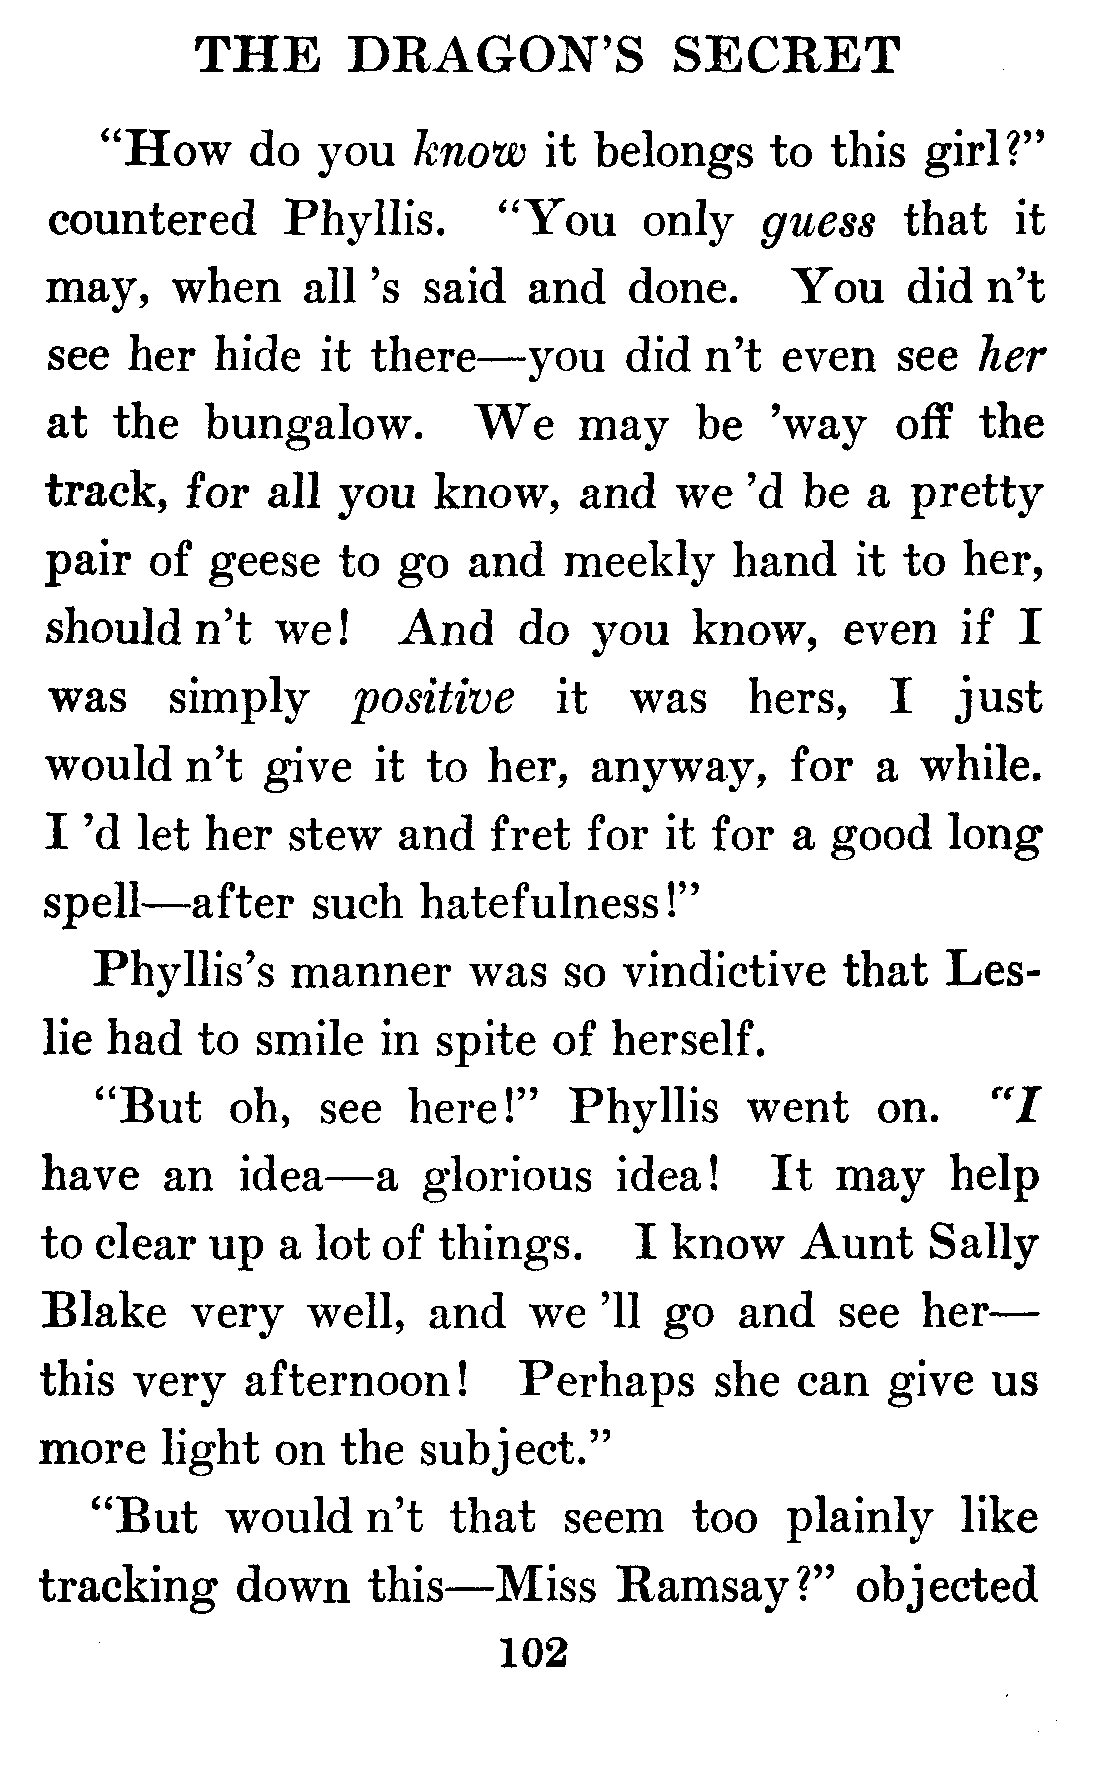 THE DRAGON'S SECRET
“How do you know it belongs to this girl?”
countered Phyllis. “You only guess that it
may, when all ’s said and done. You did n’t
see her hide it there—you did n’t even see her
at the bungalow. We may be ’way off the
track, for all you know, and we ’d be a pretty
pair of geese to go and meekly hand it to her,
should n’t we! And do you know, even if I
was simply positive it was hers, I just
would n’t give it to her, anyway, for a while.
I ’d let her stew and fret for it for a good long
spell—after such hatefulness!”
Phyllis’s manner was so vindictive that Les-
lie had to smile in spite of herself.
“But oh, see here!” Phyllis went on. “I
have an idea—a glorious idea! It may help
to clear up a lot of things. I know Aunt Sally
Blake very well, and we ’ll go and see her—
this very afternoon! Perhaps she can give us
more light on the subject.”
“But would n’t that seem too plainly like
tracking down this—Miss Ramsay?” objected
102